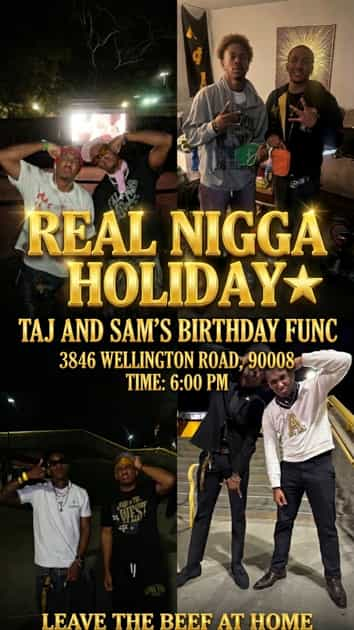 REAL NIGGA
HOLIDAY★
TAJ AND SAM'S BIRTHDAY FUNC
3846 WELLINGTON ROAD, 90008
TIME: 6:00 PM
A
WEST
LEAVE THE BEEF AT HOME